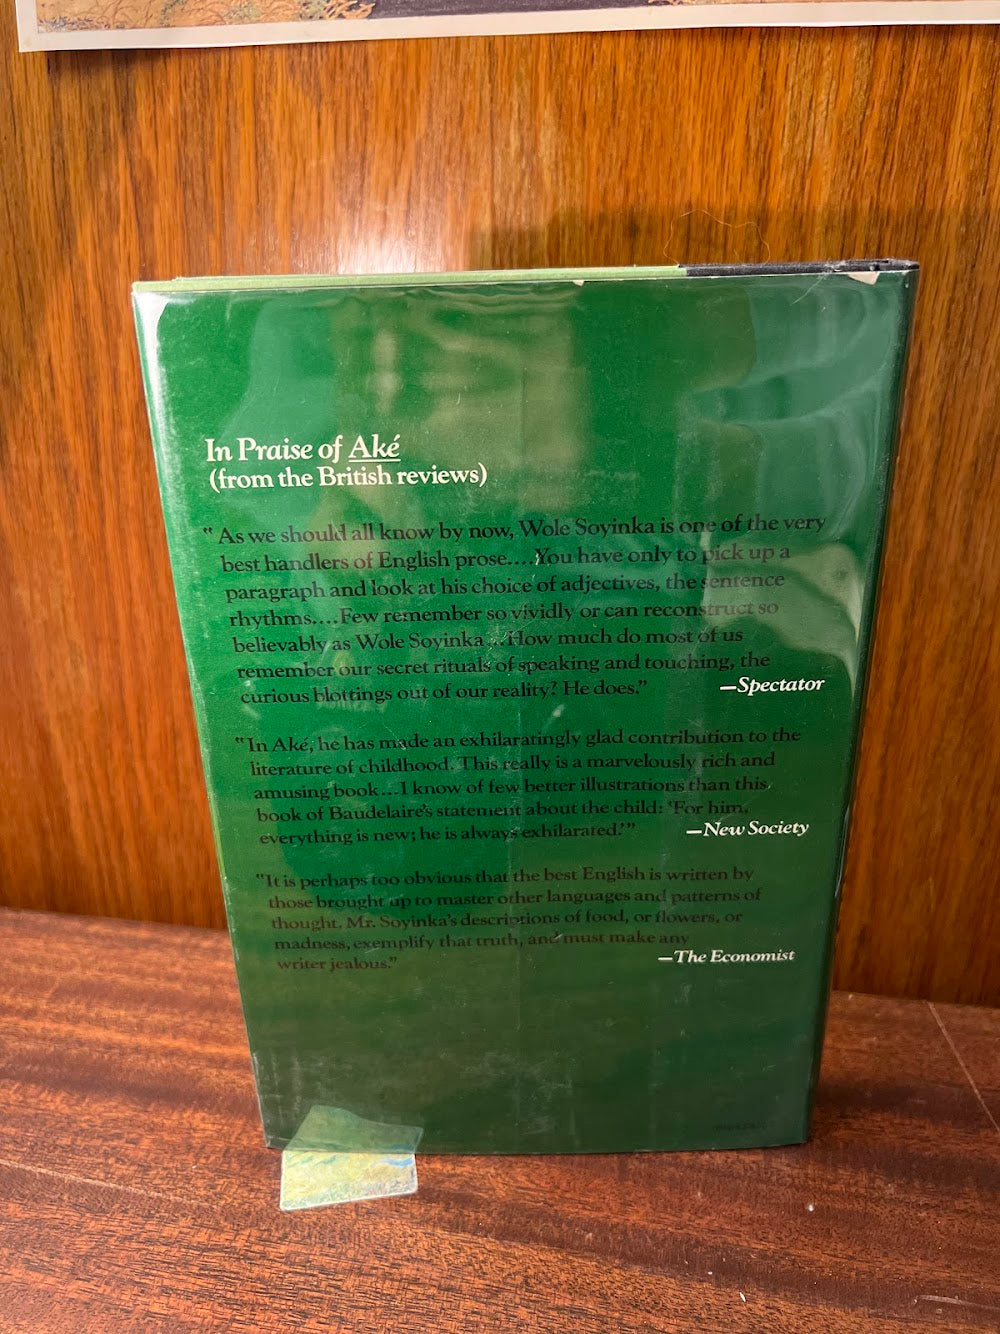 In Praise of Aké
(from the British reviews)
“As we should all know by now, Wole Soyinka is one of the very
best handlers of English prose....You have only to pick up a
paragraph and look at his choice of adjectives, the sentence
rhythms....Few remember so vividly or can reconstruct so
believably as Wole Soyinka...How much do most of us
remember our secret rituals of speaking and touching, the
curious blottings out of our reality? He does.” —Spectator
“In Aké, he has made an exhilaratingly glad contribution to the
literature of childhood. This really is a marvelously rich and
amusing book...I know of few better illustrations than this
book of Baudelaire's statement about the child: ‘For him,
everything is new; he is always exhilarated.’” —New Society
“It is perhaps too obvious that the best English is written by
those brought up to master other languages and patterns of
thought. Mr. Soyinka's descriptions of food, or flowers, or
madness, exemplify that truth, and must make any
writer jealous.” —The Economist